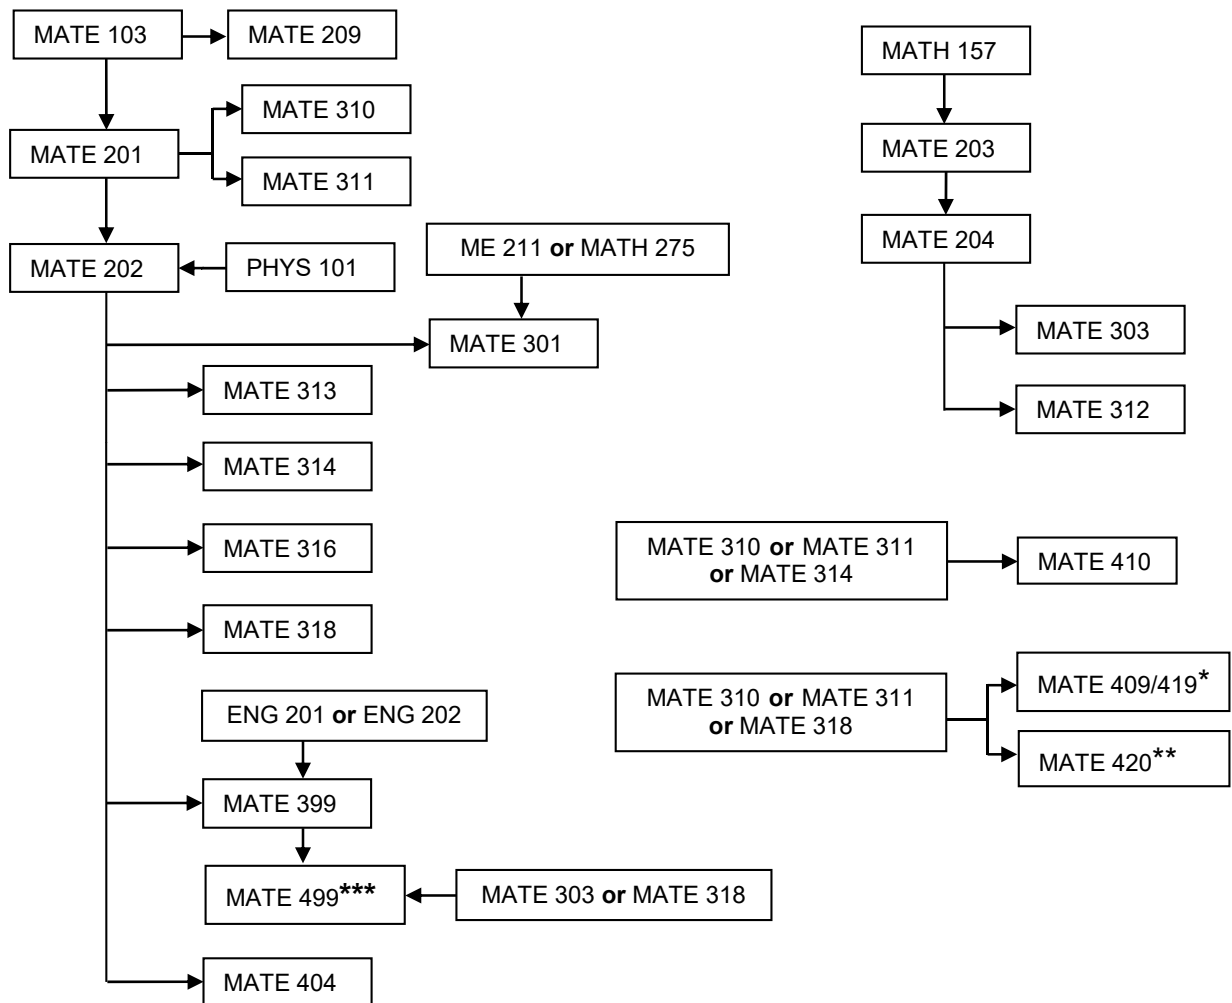 MATE 103
MATE 209
MATH 157
MATE 310
MATE 201
MATE 203
MATE 311
MATE 202
PHYS 101
ME 211 or MATH 275
MATE 204
MATE 301
MATE 303
MATE 313
MATE 312
MATE 314
MATE 316
MATE 310 or MATE 311
or MATE 314
MATE 410
MATE 318
MATE 310 or MATE 311
or MATE 318
MATE 409/419*
MATE 420**
ENG 201 or ENG 202
MATE 399
MATE 499***
MATE 303 or MATE 318
MATE 404